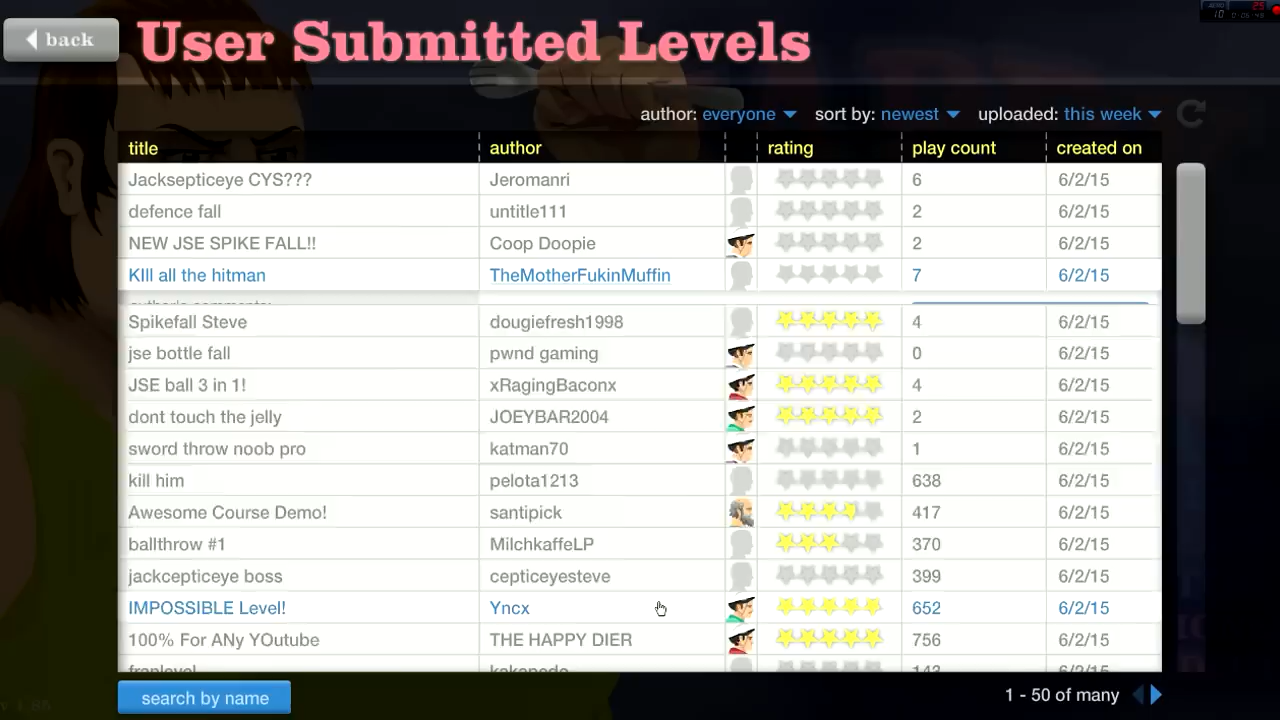 back
User Submitted Levels
author: everyone sort by: newest uploaded: this week
title author rating play count created on
Jacksepticeye CYS??? Jeromanri 6 6/2/15
defence fall untitle111 2 6/2/15
NEW JSE SPIKE FALL!! Coop Doopie 2 6/2/15
KIll all the hitman TheMotherFukinMuffin 7 6/2/15
Spikefall Steve dougiefresh1998 4 6/2/15
jse bottle fall pwnd gaming 0 6/2/15
JSE ball 3 in 1! xRagingBaconx 4 6/2/15
dont touch the jelly JOEYBAR2004 2 6/2/15
sword throw noob pro katman70 1 6/2/15
kill him pelota1213 638 6/2/15
Awesome Course Demo! santipick 417 6/2/15
ballthrow #1 MilchkaffeLP 370 6/2/15
jackcepticeye boss cepticeyesteve 399 6/2/15
IMPOSSIBLE Level! Yncx 652 6/2/15
100% For ANy YOutube THE HAPPY DIER 756 6/2/15
search by name 1 - 50 of many